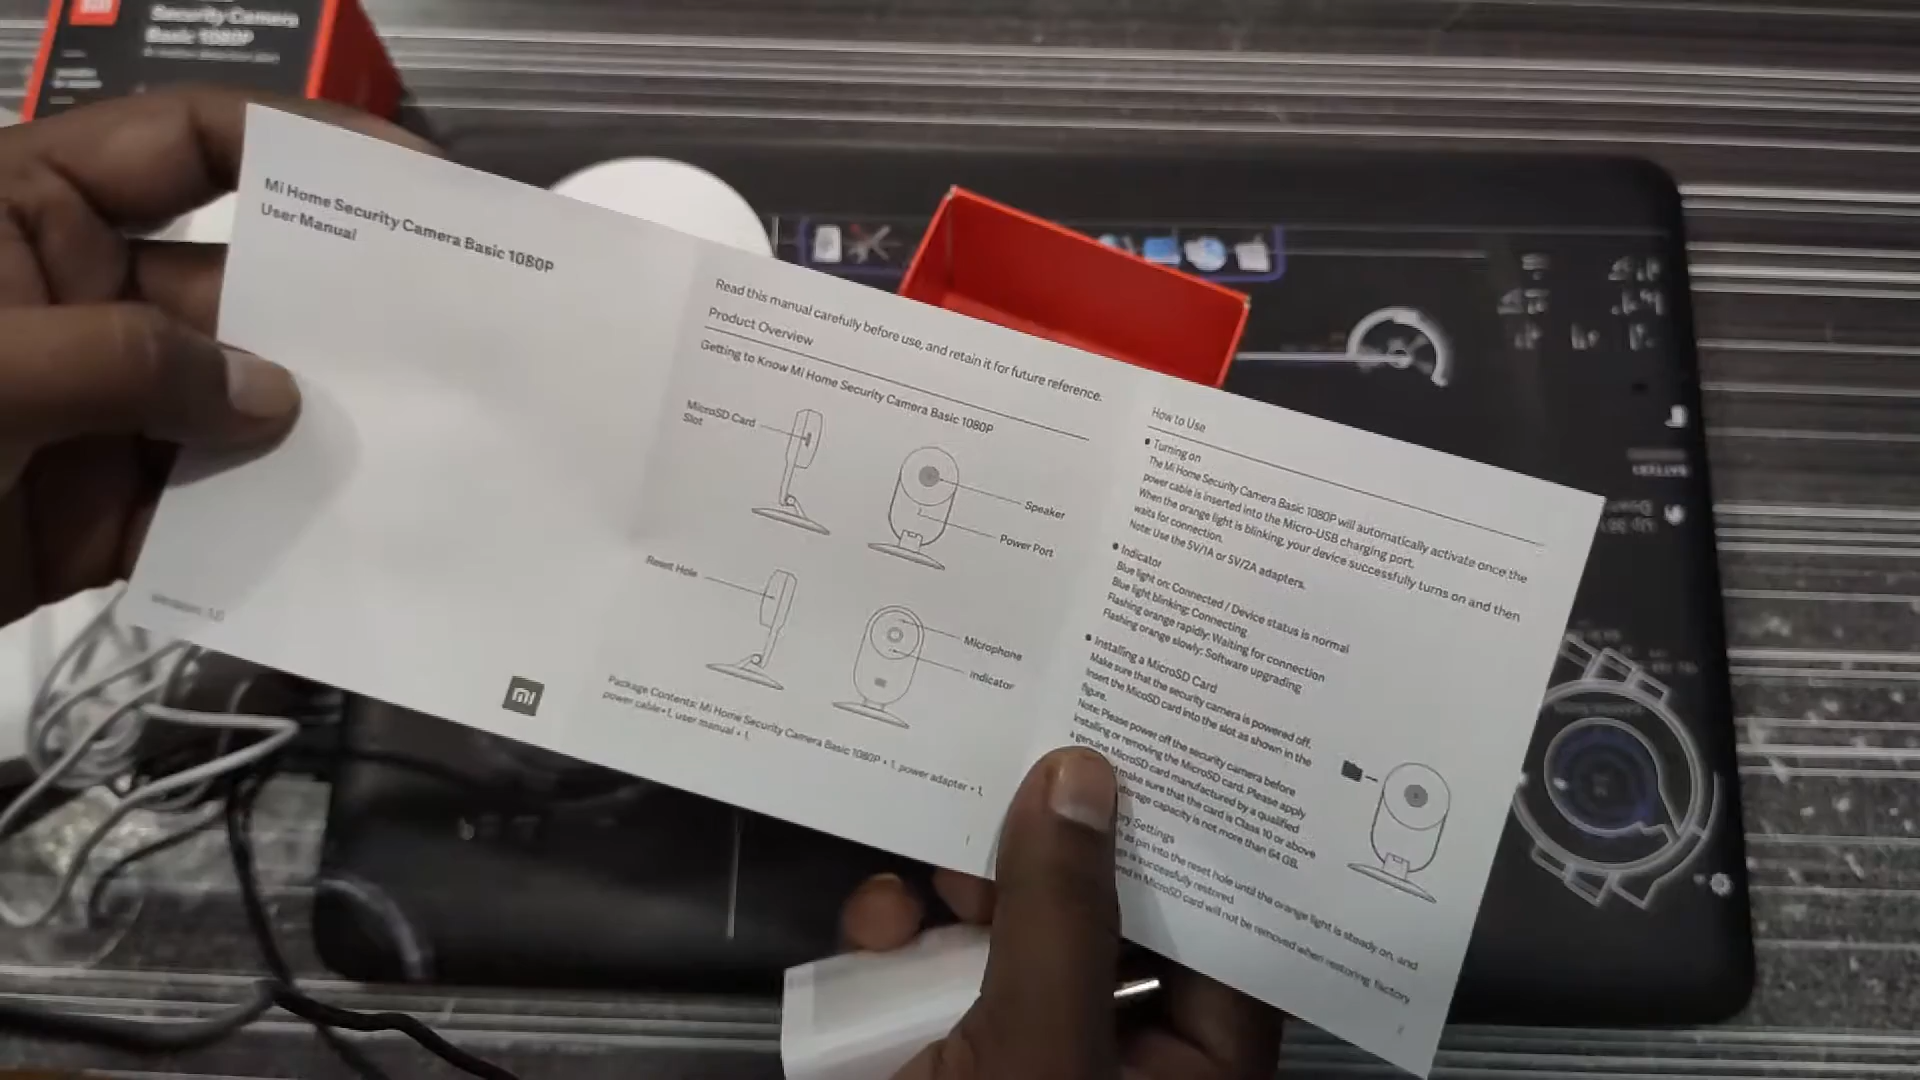 Security Camera
Basic 1080P
Mi Home Security Camera Basic 1080P
User Manual
mi
Read this manual carefully before use, and retain it for future reference.
Product Overview
Getting to Know Mi Home Security Camera Basic 1080P
MicroSD Card
Slot
Speaker
Power Port
Reset Hole
Microphone
Indicator
Package Contents: Mi Home Security Camera Basic 1080P × 1, power adapter × 1,
power cable×1, user manual × 1.
1
How to Use
• Turning on
The Mi Home Security Camera Basic 1080P will automatically activate once the
power cable is inserted into the Micro-USB charging port.
When the orange light is blinking, your device successfully turns on and then
waits for connection.
Note: Use the 5V/1A or 5V/2A adapters.
• Indicator
Blue light on: Connected / Device status is normal
Blue light blinking: Connecting
Flashing orange rapidly: Waiting for connection
Flashing orange slowly: Software upgrading
• Installing a MicroSD Card
Make sure that the security camera is powered off.
Insert the MicoSD card into the slot as shown in the
figure.
Note: Please power off the security camera before
installing or removing the MicroSD card. Please apply
a genuine MicroSD card manufactured by a qualified
make sure that the card is Class 10 or above
storage capacity is not more than 64 GB.
Settings
as pin into the reset hole until the orange light is steady on, and
is successfully restored.
in MicroSD card will not be removed when restoring factory
2